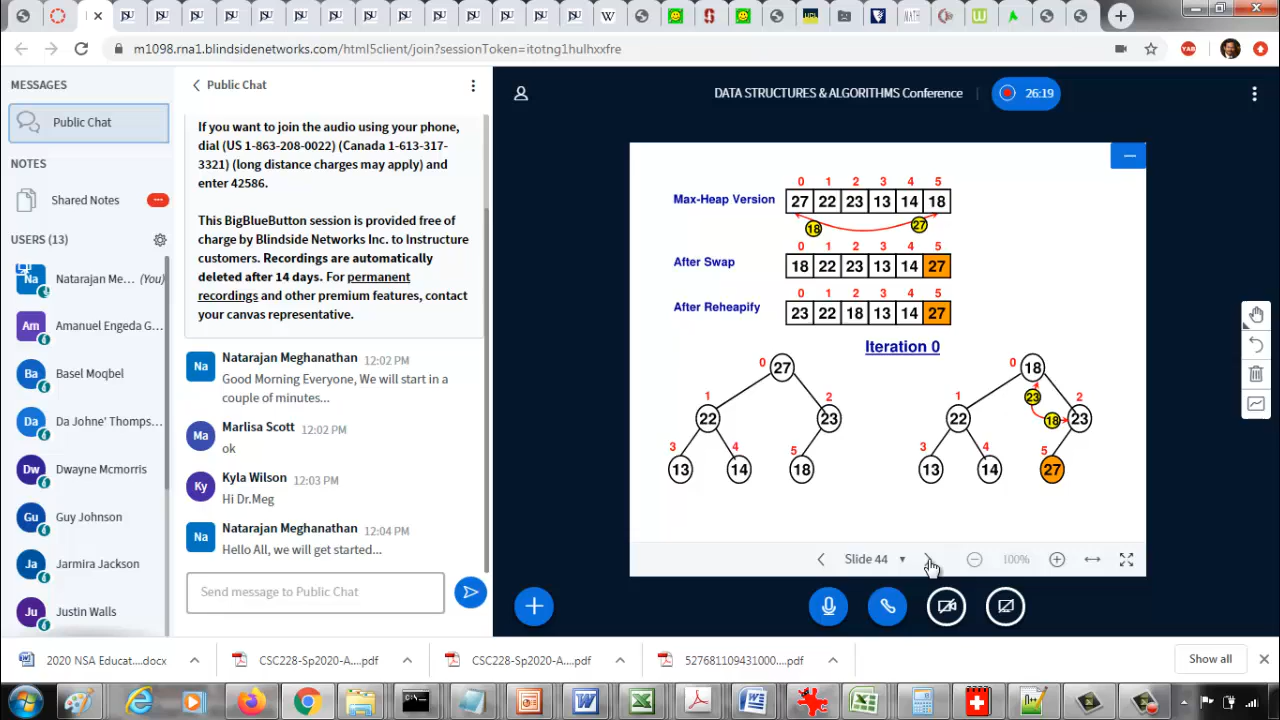 m1098.rna1.blindsidenetworks.com/html5client/join?sessionToken=itotng1hulhxxfre
MESSAGES
Public Chat
NOTES
Shared Notes
USERS (13)
Na
Natarajan Me... (You)
Am
Amanuel Engeda G...
Ba
Basel Moqbel
Da
Da Johne' Thomps...
Dw
Dwayne Mcmorris
Gu
Guy Johnson
Ja
Jarmira Jackson
Ju
Justin Walls
Public Chat
If you want to join the audio using your phone,
dial (US 1-863-208-0022) (Canada 1-613-317-
3321) (long distance charges may apply) and
enter 42586.
This BigBlueButton session is provided free of
charge by Blindside Networks Inc. to Instructure
customers. Recordings are automatically
deleted after 14 days. For permanent
recordings and other premium features, contact
your canvas representative.
Na
Natarajan Meghanathan 12:02 PM
Good Morning Everyone, We will start in a
couple of minutes...
Ma
Marlisa Scott 12:02 PM
ok
Ky
Kyla Wilson 12:03 PM
Hi Dr.Meg
Na
Natarajan Meghanathan 12:04 PM
Hello All, we will get started...
Send message to Public Chat
DATA STRUCTURES & ALGORITHMS Conference
26:19
0 1 2 3 4 5
Max-Heap Version 27 22 23 13 14 18
18 27
0 1 2 3 4 5
After Swap 18 22 23 13 14 27
0 1 2 3 4 5
After Reheapify 23 22 18 13 14 27
Iteration 0
0 27 0 18
23
1 2 1 2
22 23 22 18 23
3 4 5 3 4 5
13 14 18 13 14 27
Slide 44
100%
2020 NSA Educat....docx
CSC228-Sp2020-A....pdf
CSC228-Sp2020-A....pdf
527681109431000....pdf
Show all